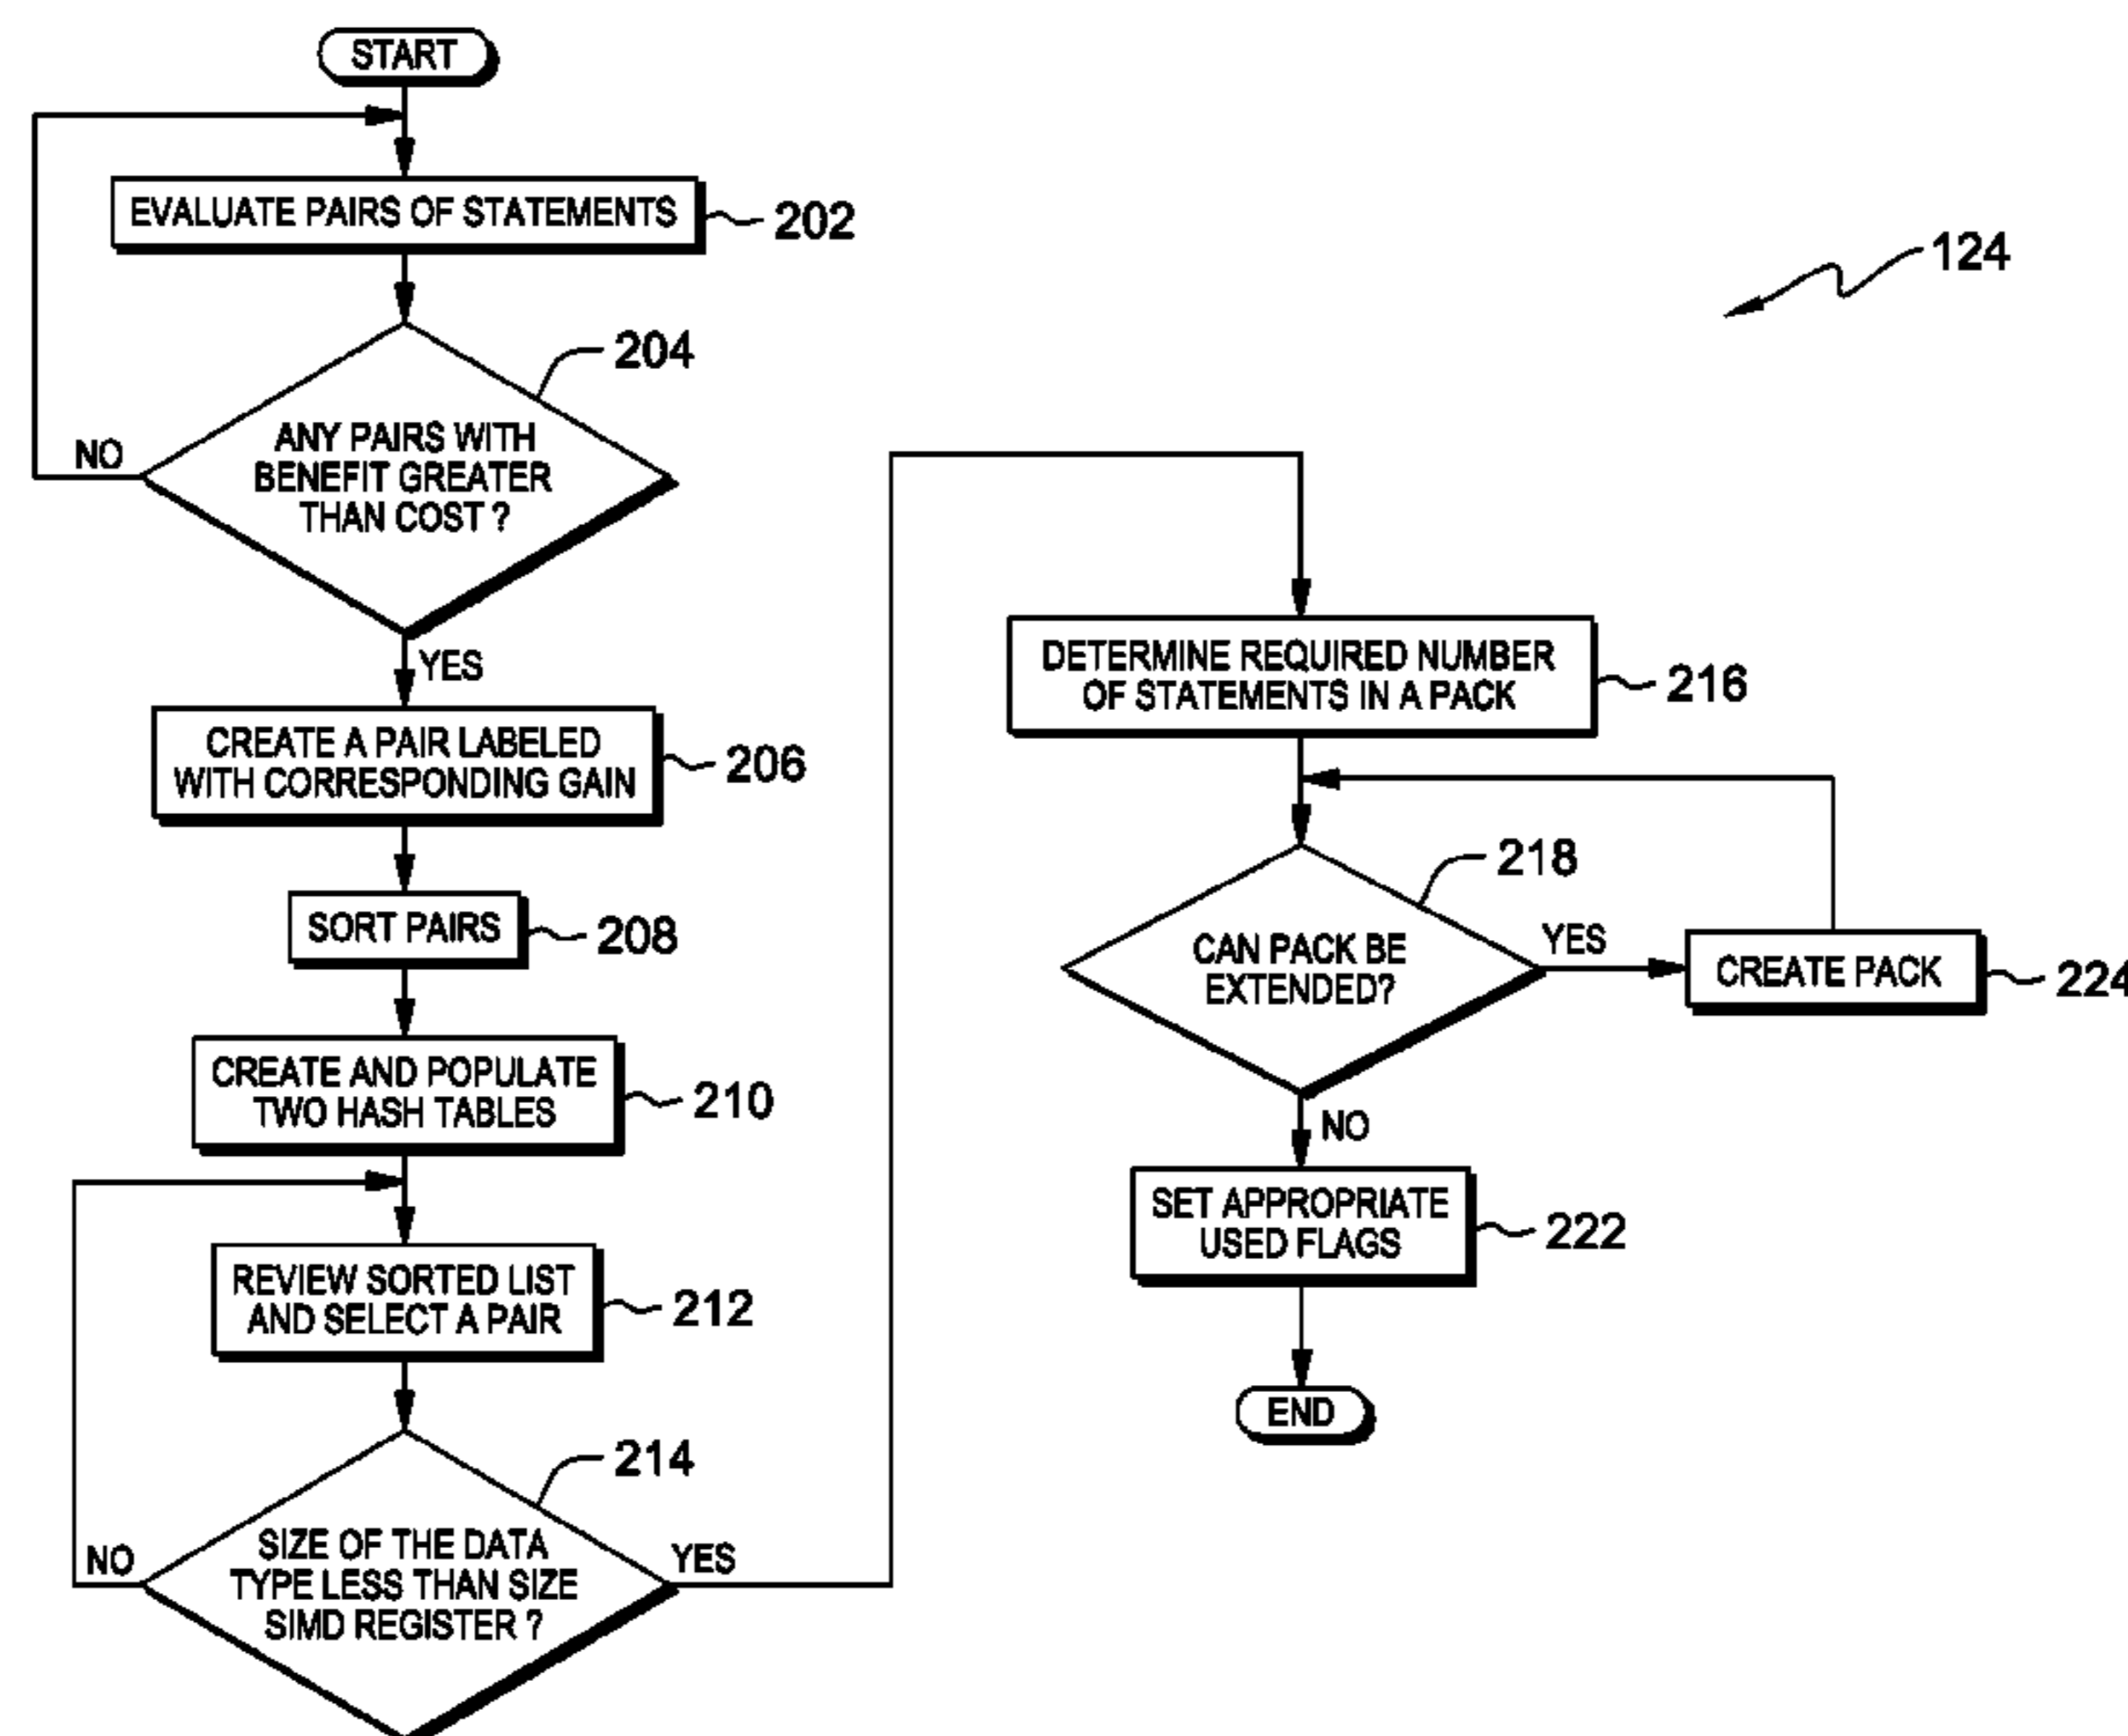 START
EVALUATE PAIRS OF STATEMENTS
202
204
ANY PAIRS WITH
BENEFIT GREATER
THAN COST ?
NO
YES
CREATE A PAIR LABELED
WITH CORRESPONDING GAIN
206
SORT PAIRS
208
CREATE AND POPULATE
TWO HASH TABLES
210
REVIEW SORTED LIST
AND SELECT A PAIR
212
214
SIZE OF THE DATA
TYPE LESS THAN SIZE
SIMD REGISTER ?
NO
YES
124
DETERMINE REQUIRED NUMBER
OF STATEMENTS IN A PACK
216
218
CAN PACK BE
EXTENDED?
YES
CREATE PACK
224
NO
SET APPROPRIATE
USED FLAGS
222
END